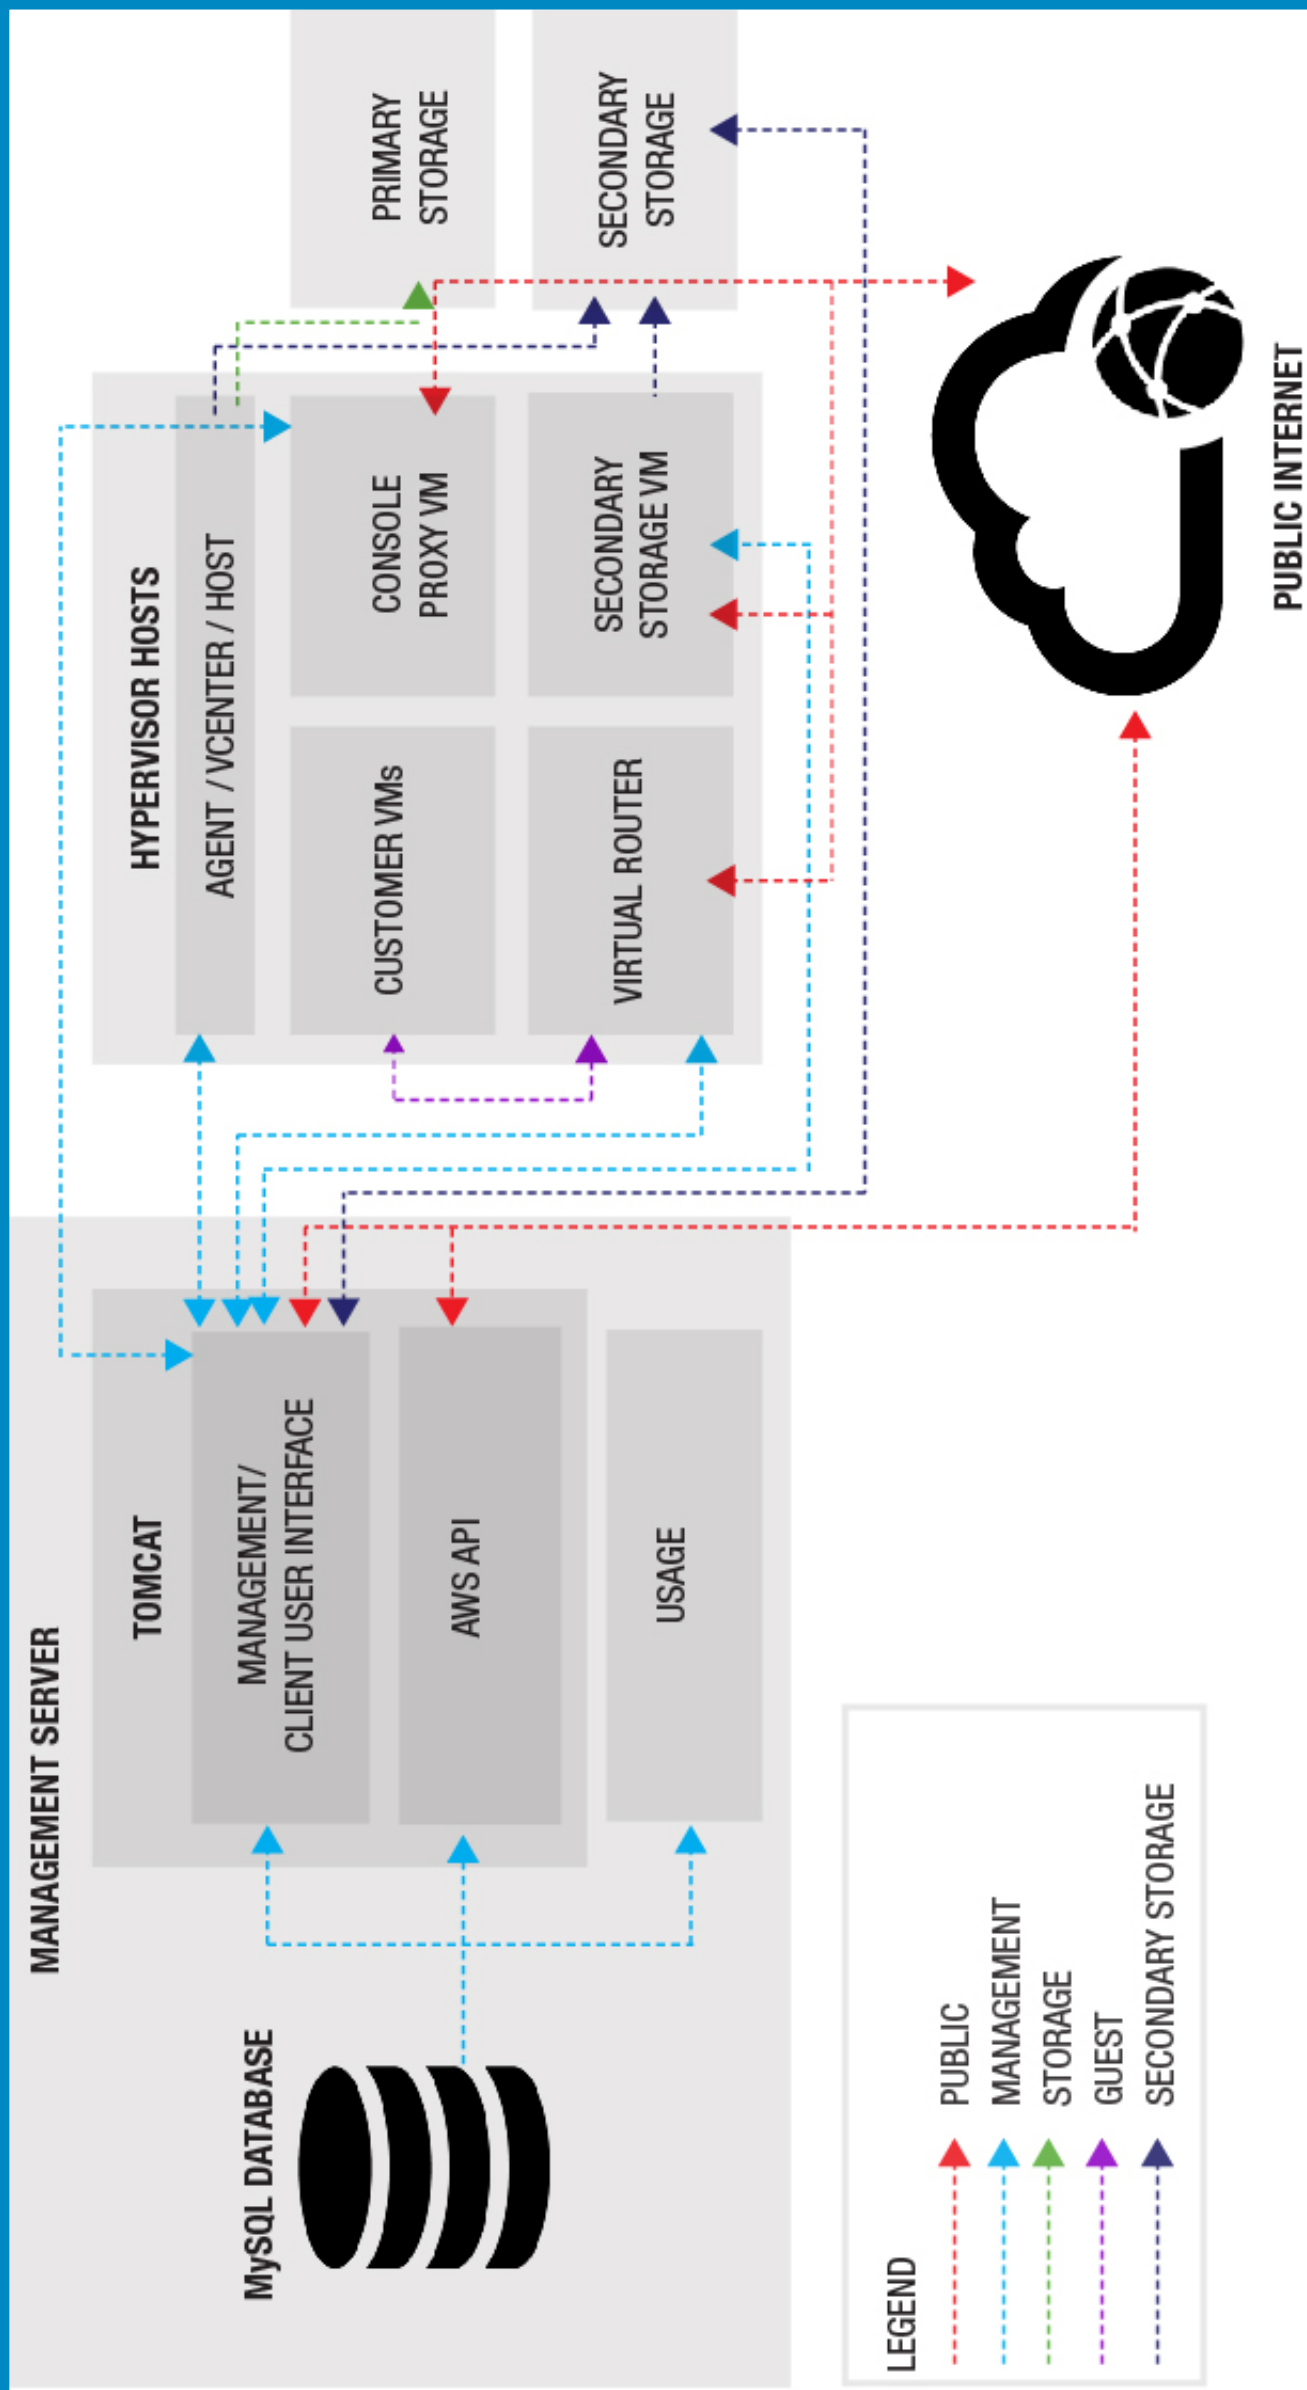 MANAGEMENT SERVER
MySQL DATABASE
TOMCAT
MANAGEMENT/
CLIENT USER INTERFACE
AWS API
USAGE
HYPERVISOR HOSTS
AGENT / VCENTER / HOST
CUSTOMER VMs
CONSOLE
PROXY VM
VIRTUAL ROUTER
SECONDARY
STORAGE VM
PRIMARY
STORAGE
SECONDARY
STORAGE
PUBLIC INTERNET
LEGEND
PUBLIC
MANAGEMENT
STORAGE
GUEST
SECONDARY STORAGE